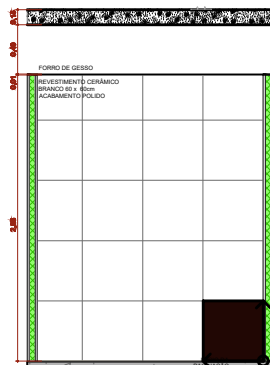 FORRO DE GESSO
REVESTIMENTO CERÂMICO
BRANCO 60 x 60cm
ACABAMENTO POLIDO